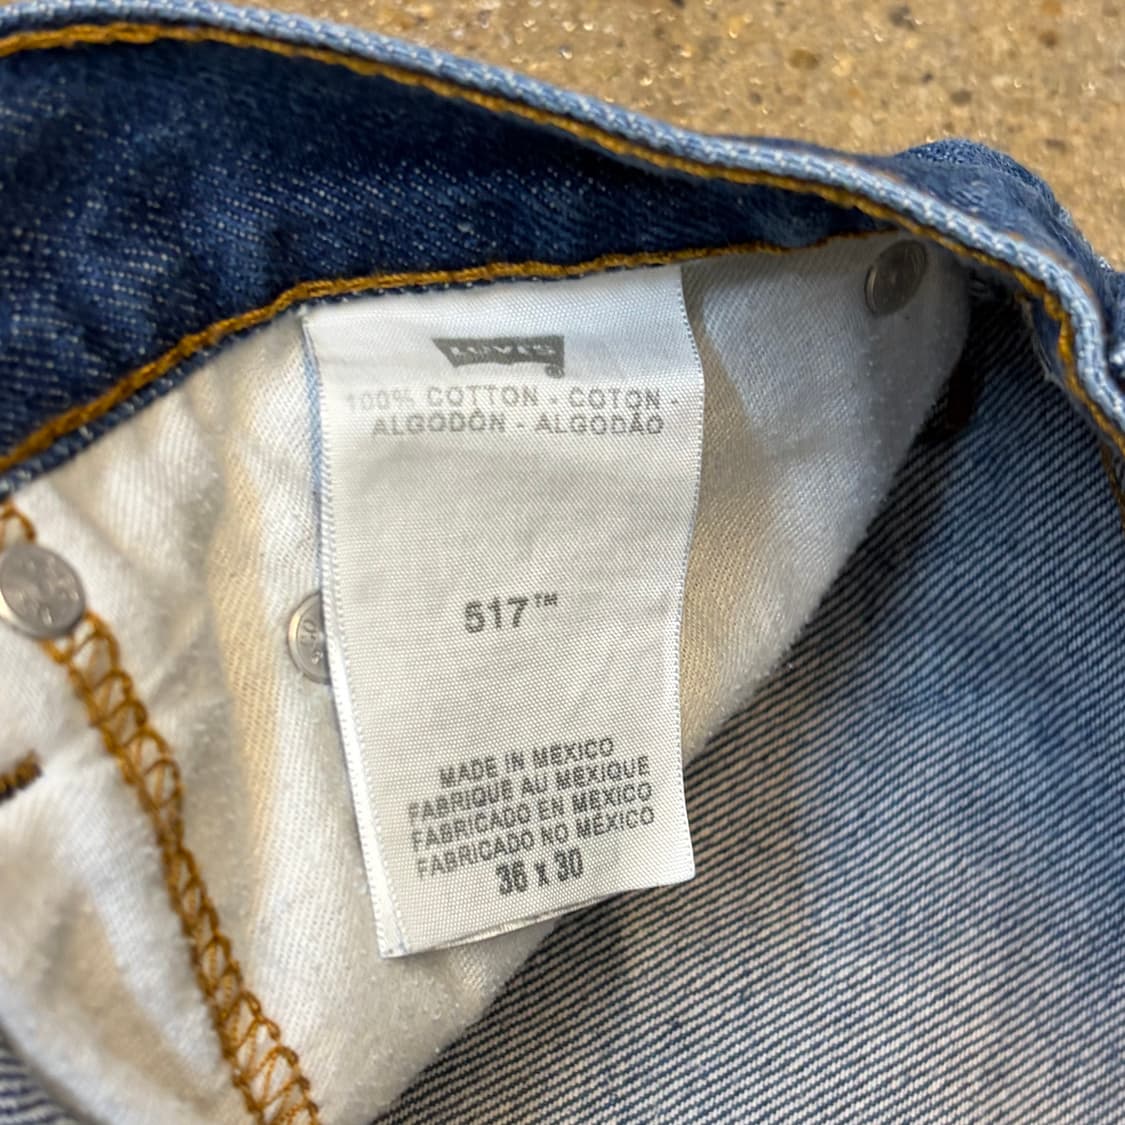 Levi's
100% COTTON - COTON -
ALGODÓN - ALGODÃO
517™
MADE IN MEXICO
FABRIQUE AU MEXIQUE
FABRICADO EN MEXICO
FABRICADO NO MÉXICO
36 x 30